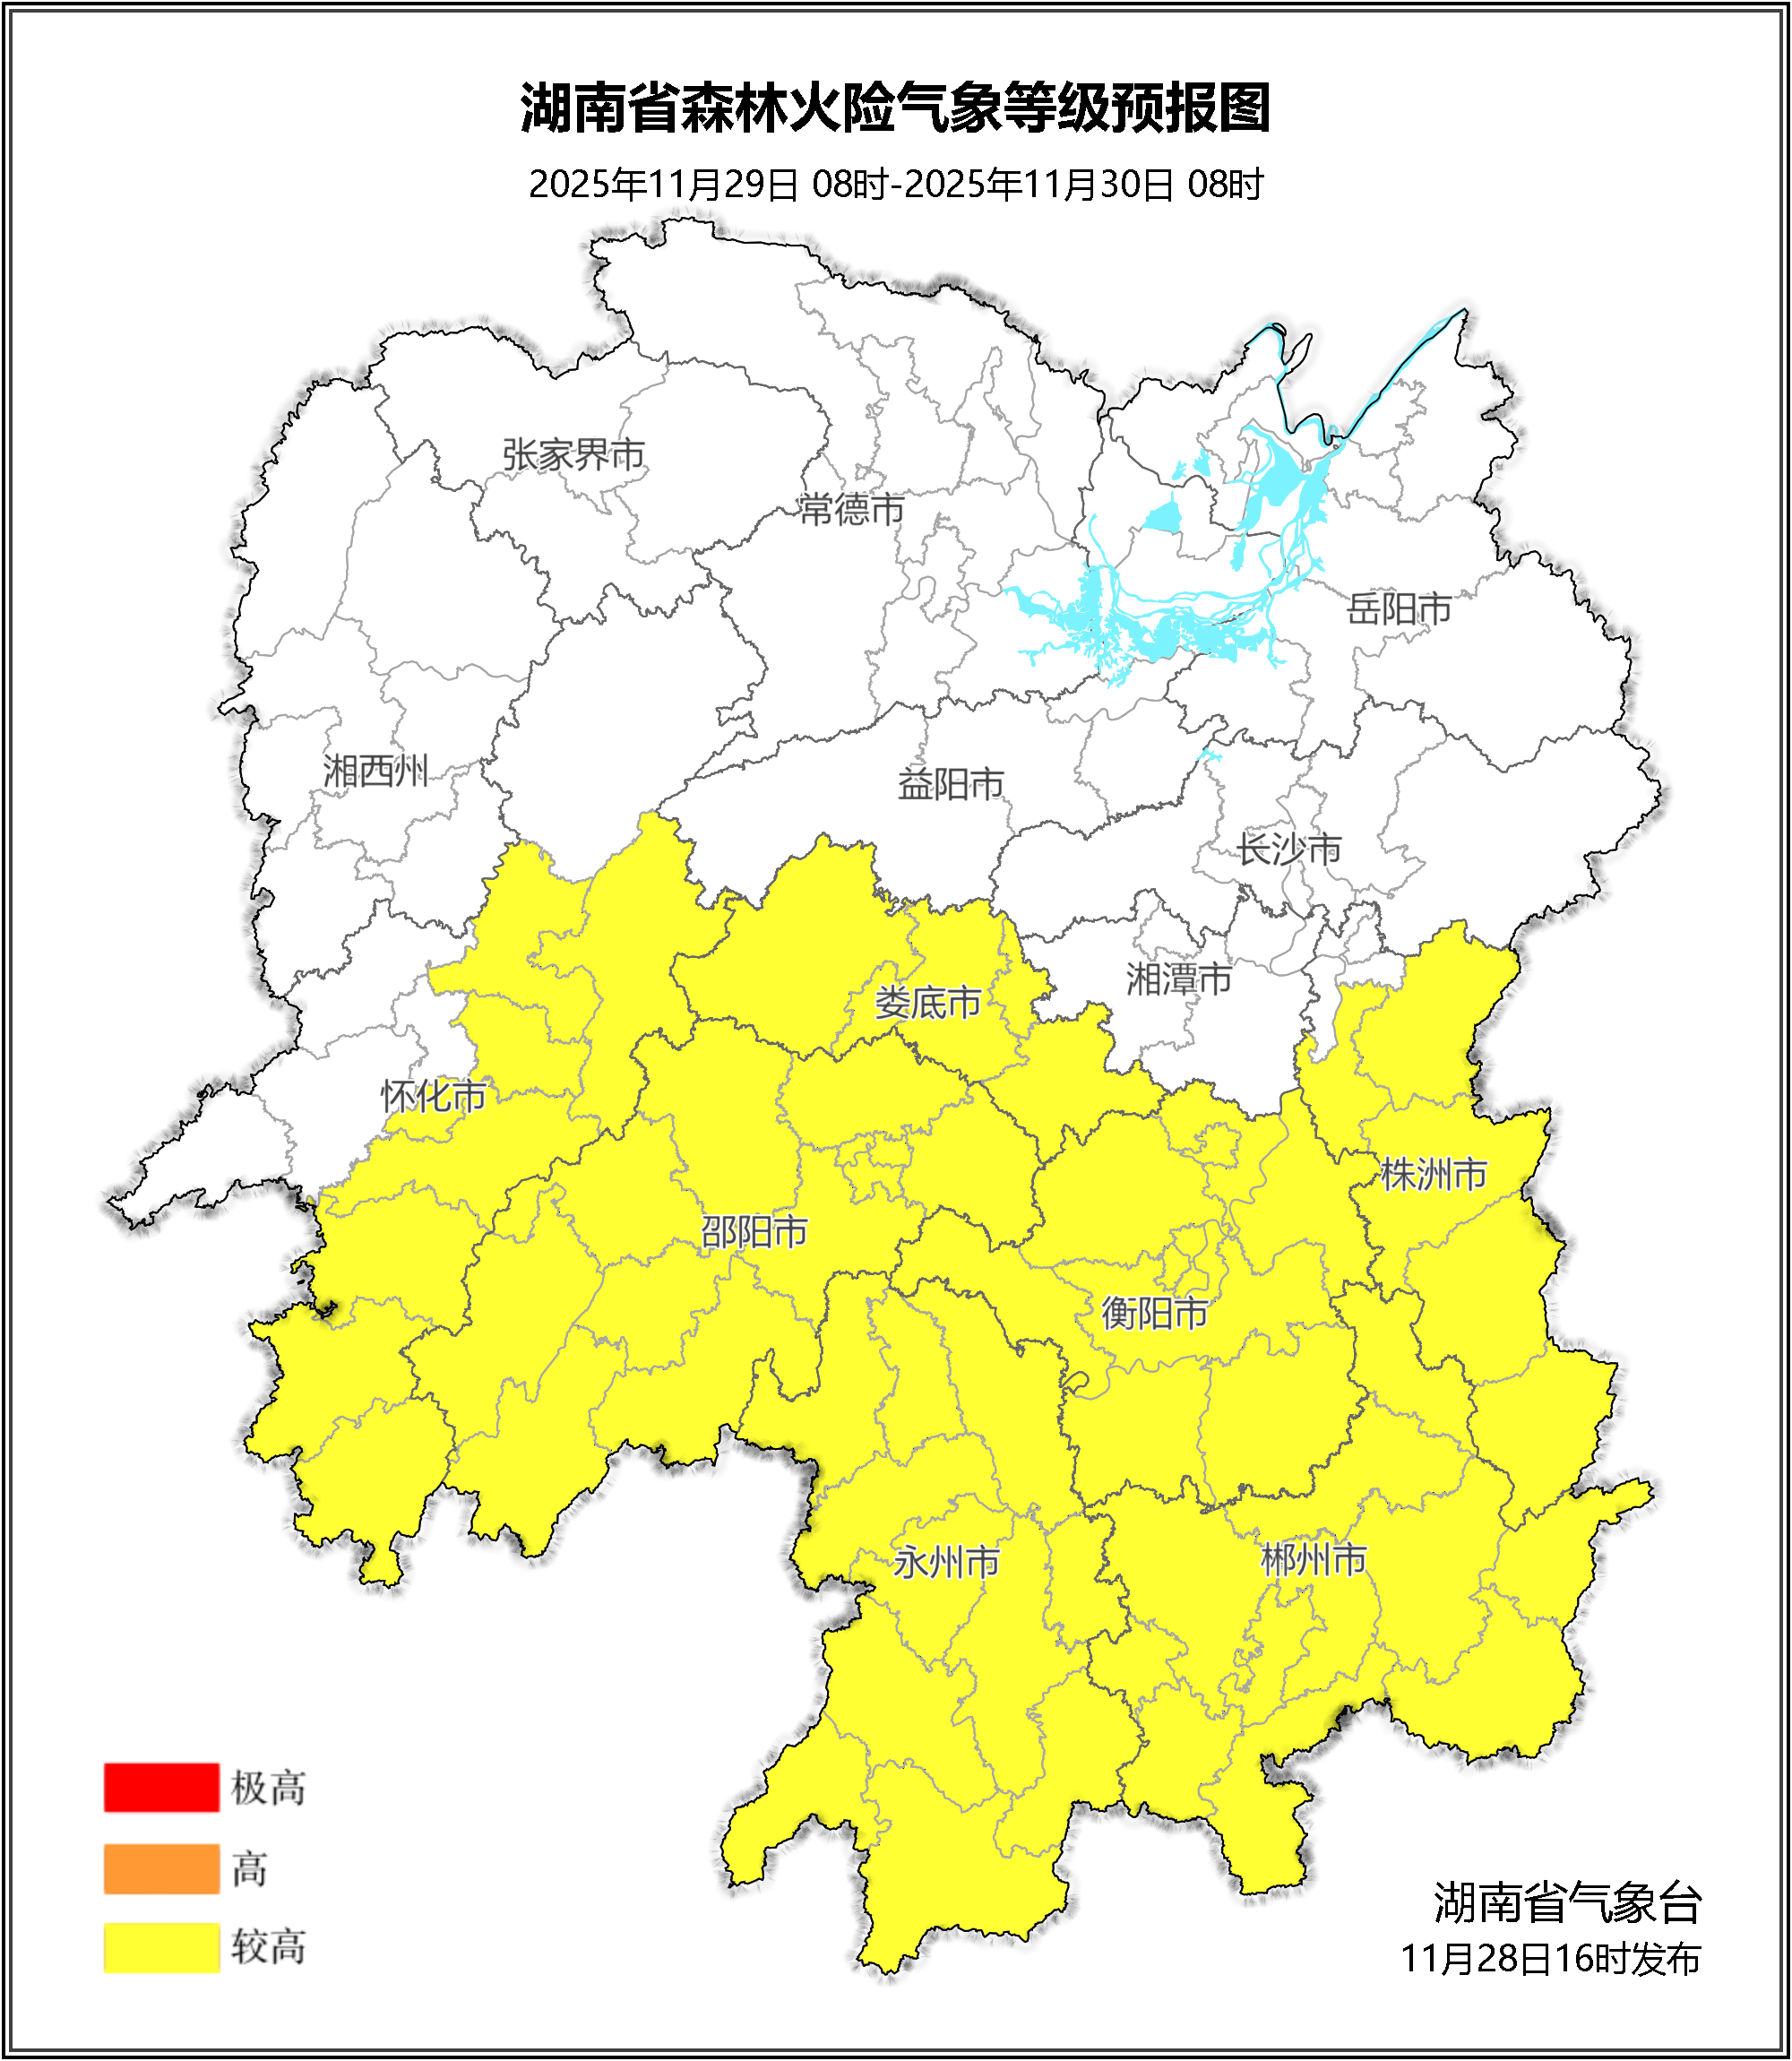 湖南省森林火险气象等级预报图
2025年11月29日 08时-2025年11月30日 08时
张家界市
常德市
岳阳市
湘西州
益阳市
长沙市
湘潭市
娄底市
怀化市
株洲市
邵阳市
衡阳市
永州市
郴州市
极高
高
较高
湖南省气象台
11月28日16时发布